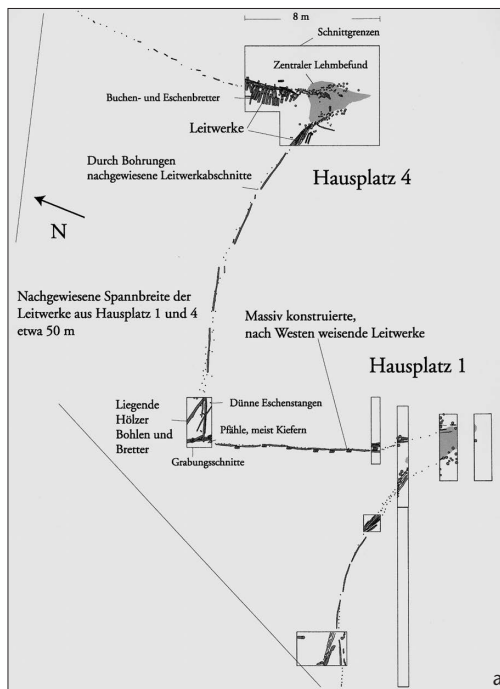 8 m
Schnittgrenzen
Zentraler Lehmbefund
Buchen- und Eschenbretter
Leitwerke
Durch Bohrungen
nachgewiesene Leitwerkabschnitte
Hausplatz 4
N
Nachgewiesene Spannbreite der
Leitwerke aus Hausplatz 1 und 4
etwa 50 m
Massiv konstruierte,
nach Westen weisende Leitwerke
Hausplatz 1
Liegende
Hölzer
Bohlen und
Bretter
Dünne Eschenstangen
Pfähle, meist Kiefern
Grabungsschnitte
a